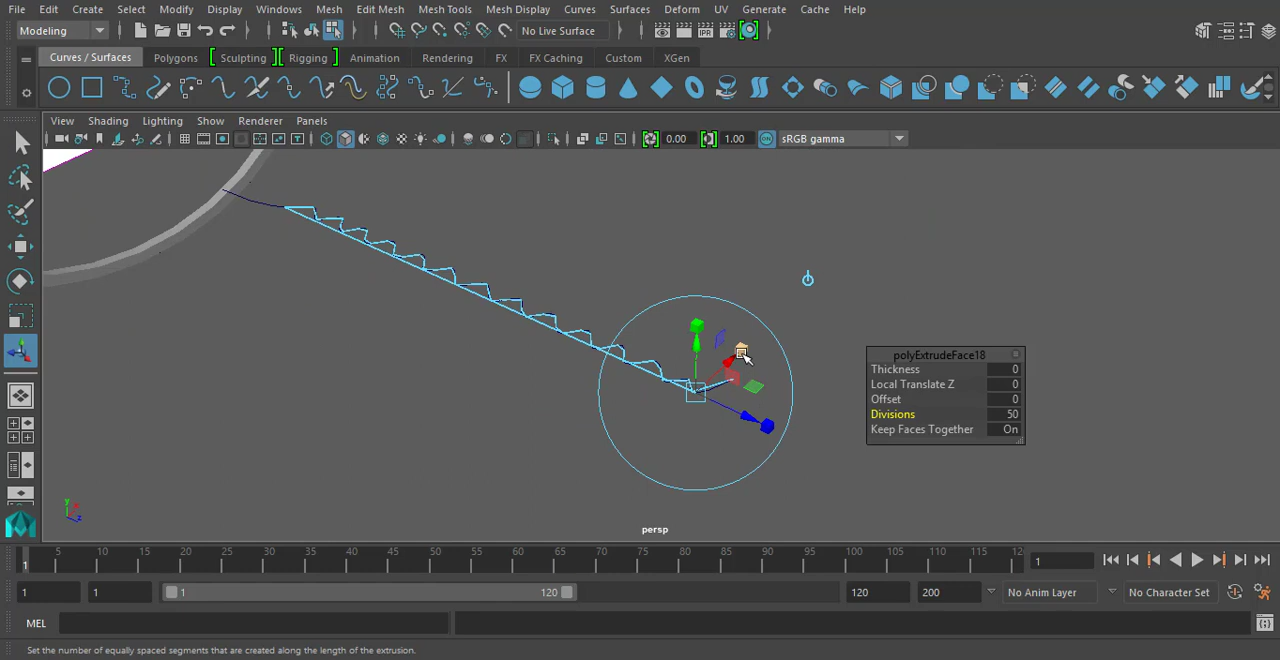 File Edit Create Select Modify Display Windows Mesh Edit Mesh Mesh Tools Mesh Display Curves Surfaces Deform UV Generate Cache Help
Modeling No Live Surface
Curves / Surfaces Polygons Sculpting Rigging Animation Rendering FX FX Caching Custom XGen
View Shading Lighting Show Renderer Panels
0.00 1.00 ON sRGB gamma
polyExtrudeFace18
Thickness 0
Local Translate Z 0
Offset 0
Divisions 50
Keep Faces Together On
persp
5 10 15 20 25 30 35 40 45 50 55 60 65 70 75 80 85 90 95 100 105 110 115 12
1 1
1 1 1 120 120 200 No Anim Layer No Character Set
MEL
Set the number of equally spaced segments that are created along the length of the extrusion.